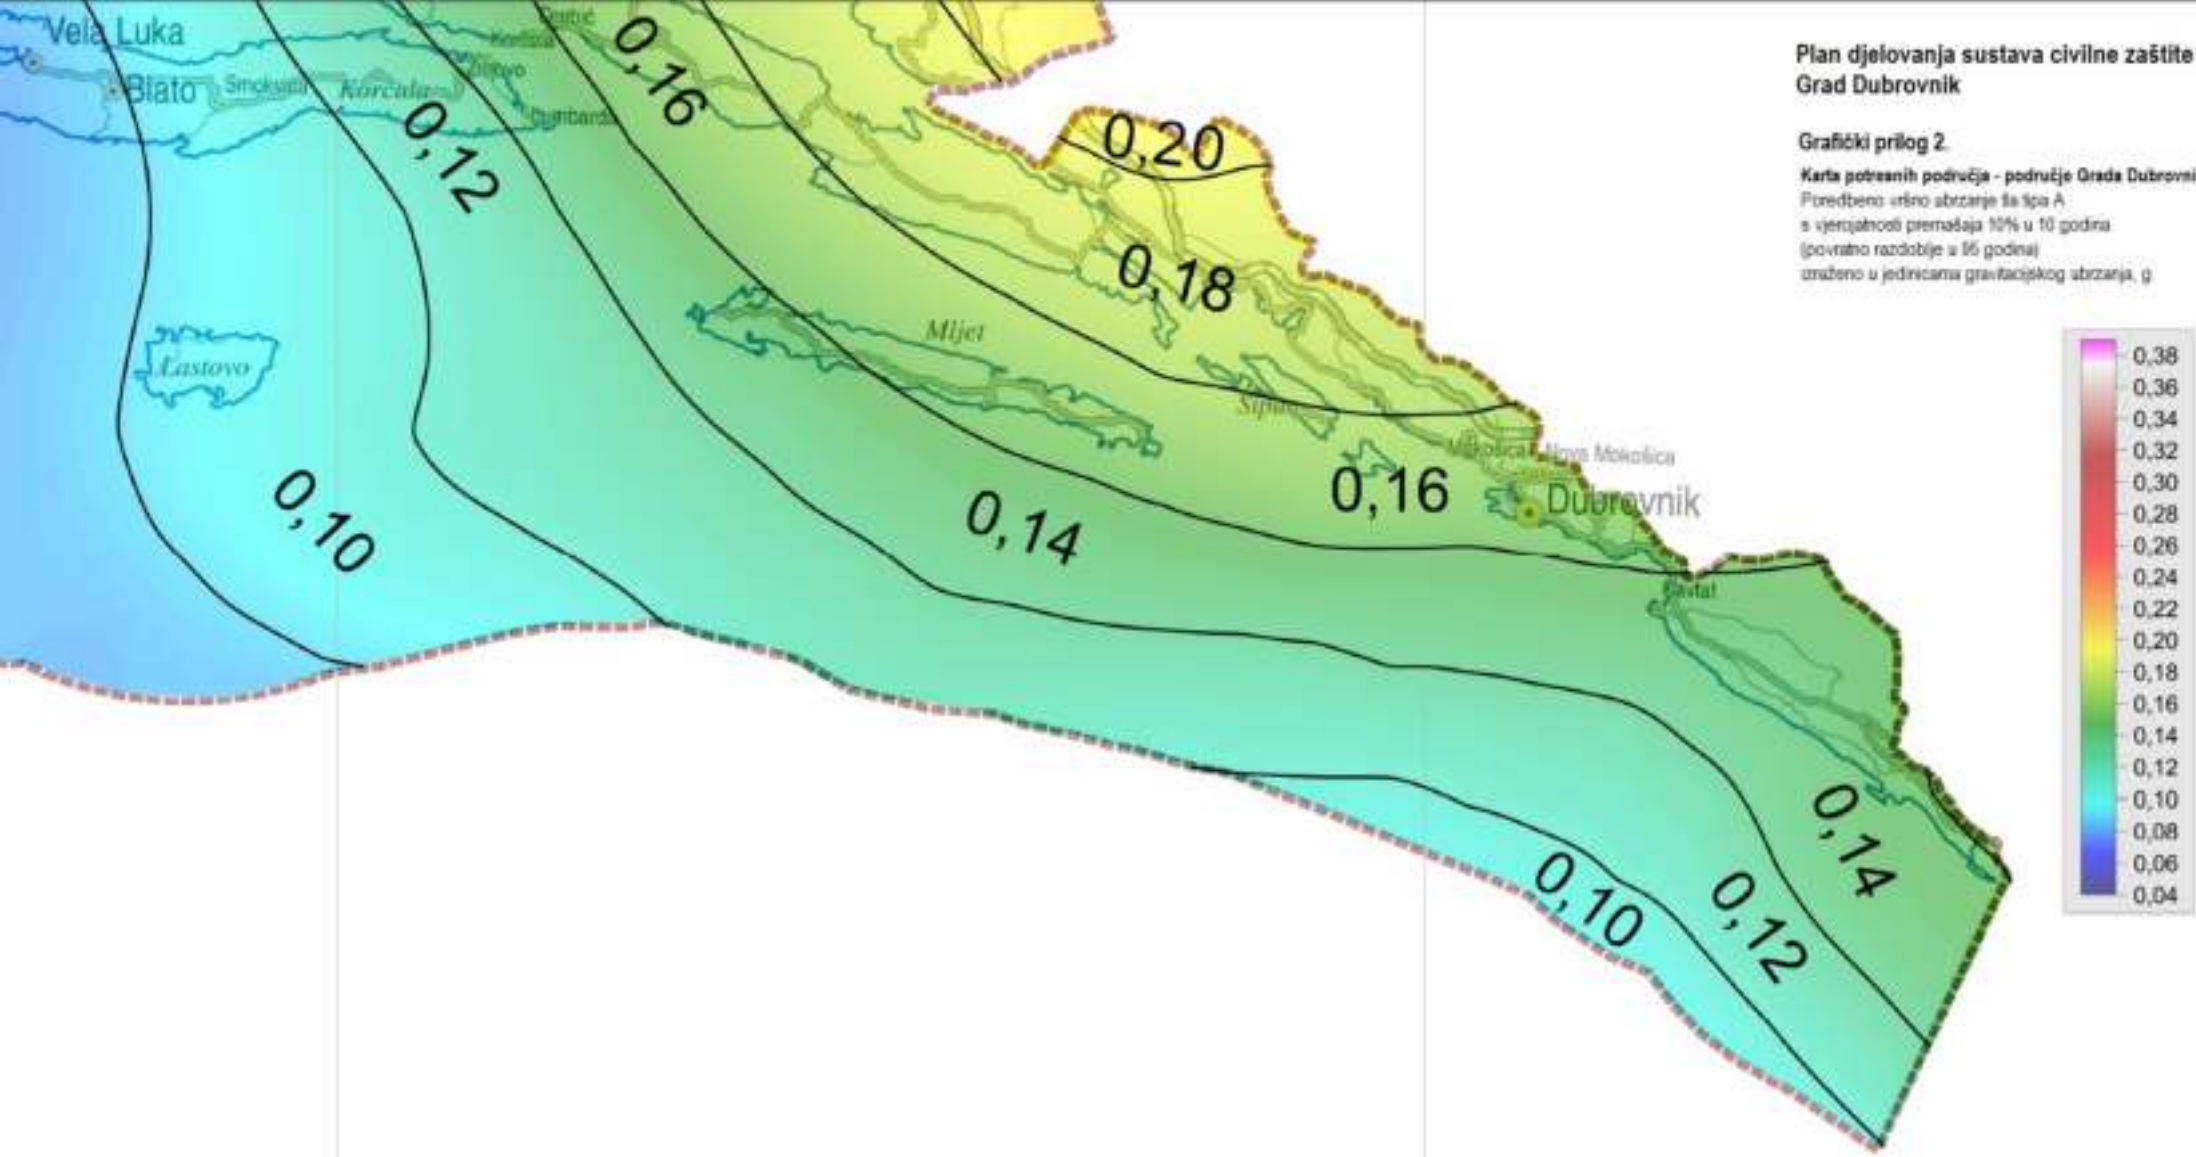 Plan djelovanja sustava civilne zaštite
Grad Dubrovnik
Grafički prilog 2.
Karta potresnih područja - područje Grada Dubrovni
Poredbeno vršno ubrzanje tla tipa A
s vjerojatnosti premašaja 10% u 10 godina
(povratno razdoblje u 95 godina)
izraženo u jedinicama gravitacijskog ubrzanja, g
0,38
0,36
0,34
0,32
0,30
0,28
0,26
0,24
0,22
0,20
0,18
0,16
0,14
0,12
0,10
0,08
0,06
0,04
Vela Luka
Blato
Smokvica
Korčula
Lumbarda
Lastovo
Mljet
Šipan
Mokošica
Nova Mokošica
Dubrovnik
Cavtat
0,16
0,12
0,20
0,18
0,10
0,14
0,16
0,14
0,12
0,10